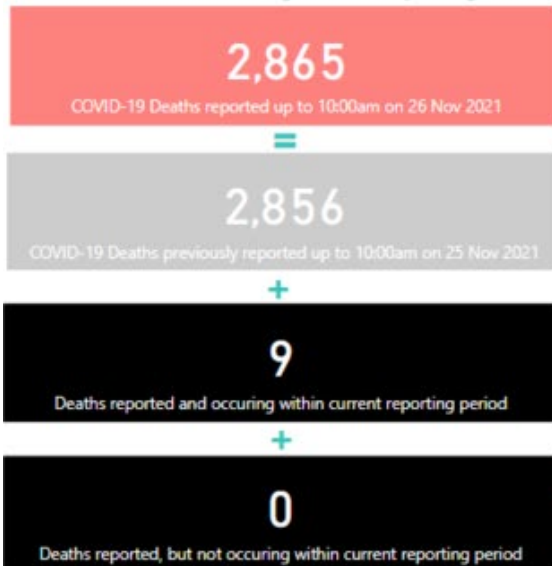 2,865
COVID-19 Deaths reported up to 10:00am on 26 Nov 2021
=
2,856
COVID-19 Deaths previously reported up to 10:00am on 25 Nov 2021
+
9
Deaths reported and occuring within current reporting period
+
0
Deaths reported, but not occuring within current reporting period